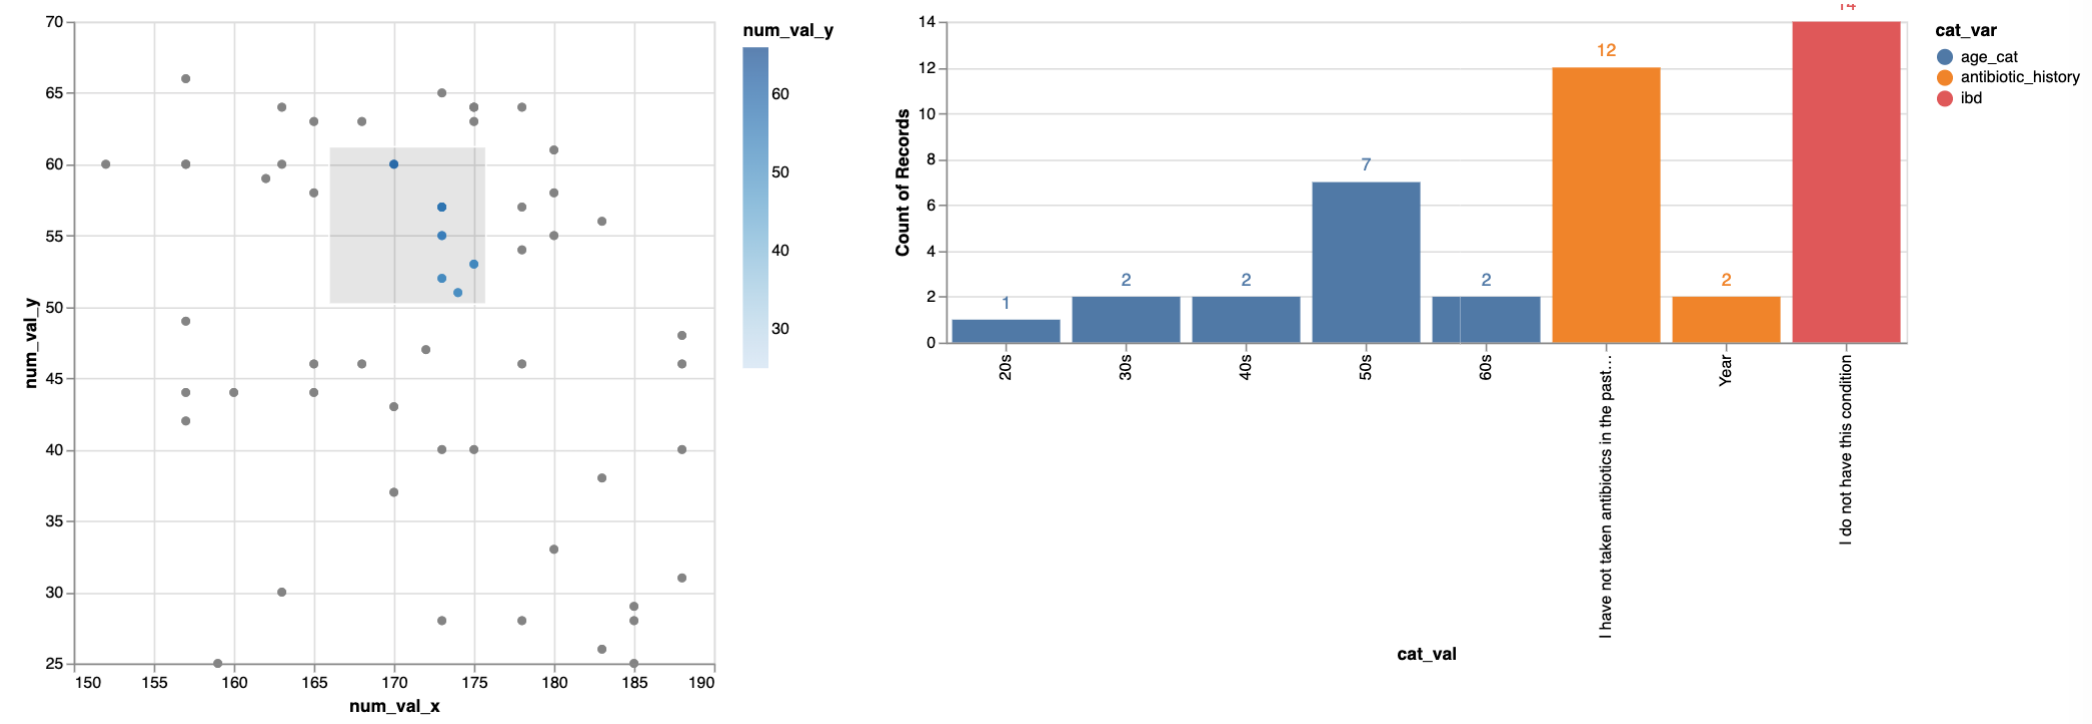 70
65
60
55
50
45
40
35
30
25
num_val_y
150 155 160 165 170 175 180 185 190
num_val_x
num_val_y
60
50
40
30
14
12
10
8
6
4
2
0
Count of Records
1
2
2
7
2
12
2
14
20s
30s
40s
50s
60s
I have not taken antibiotics in the past…
Year
I do not have this condition
cat_val
cat_var
age_cat
antibiotic_history
ibd